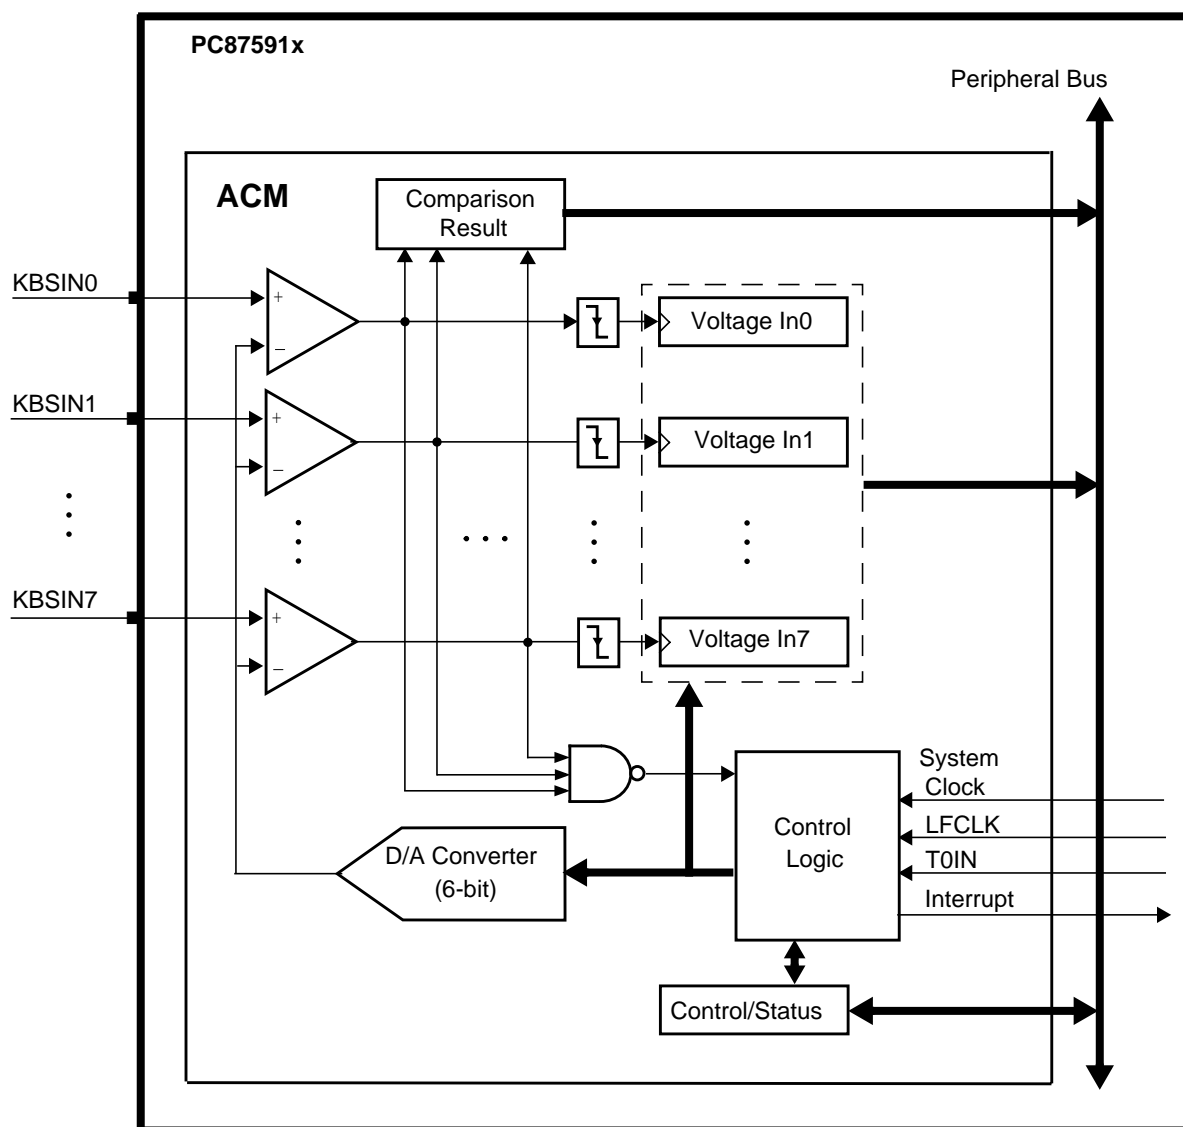 PC87591x
Peripheral Bus
ACM
Comparison
Result
KBSIN0
+
−
Voltage In0
KBSIN1
+
−
Voltage In1
KBSIN7
+
−
Voltage In7
System
Clock
LFCLK
T0IN
Interrupt
Control
Logic
D/A Converter
(6-bit)
Control/Status